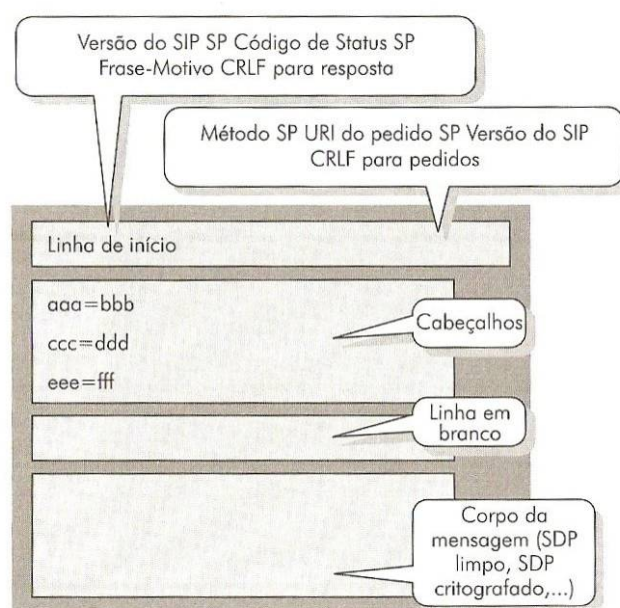 Versão do SIP SP Código de Status SP
Frase-Motivo CRLF para resposta
Método SP URI do pedido SP Versão do SIP
CRLF para pedidos
Linha de início
aaa=bbb
ccc=ddd
eee=fff
Cabeçalhos
Linha em
branco
Corpo da
mensagem (SDP
limpo, SDP
critografado,...)